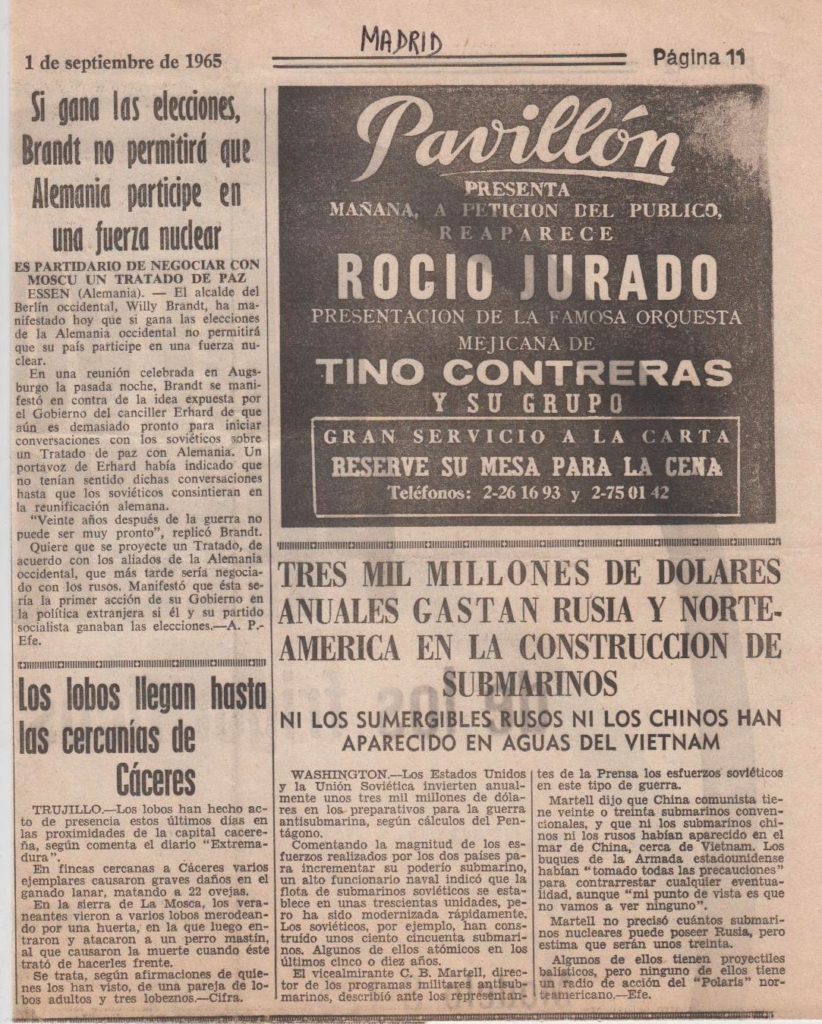 MADRID
1 de septiembre de 1965
Página 11
Si gana las elecciones,
Brandt no permitirá que
Alemania participe en
una fuerza nuclear
ES PARTIDARIO DE NEGOCIAR CON
MOSCU UN TRATADO DE PAZ
ESSEN (Alemania). — El alcalde del
Berlín occidental, Willy Brandt, ha ma-
nifestado hoy que si gana las elecciones
de la Alemania occidental no permitirá
que su país participe en una fuerza nu-
clear.
En una reunión celebrada en Augs-
burgo la pasada noche, Brandt se mani-
festó en contra de la idea expuesta por
el Gobierno del canciller Erhard de que
aún es demasiado pronto para iniciar
conversaciones con los soviéticos sobre
un Tratado de paz con Alemania. Un
portavoz de Erhard había indicado que
no tenían sentido dichas conversaciones
hasta que los soviéticos consintieran en
la reunificación alemana.
"Veinte años después de la guerra no
puede ser muy pronto", replicó Brandt.
Quiere que se proyecte un Tratado, de
acuerdo con los aliados de la Alemania
occidental, que más tarde sería negocia-
do con los rusos. Manifestó que ésta se-
ría la primera acción de su Gobierno en
la política extranjera si él y su partido
socialista ganaban las elecciones.—A. P.-
Efe.
Los lobos llegan hasta
las cercanías de
Cáceres
TRUJILLO.—Los lobos han hecho ac-
to de presencia estos últimos días en
las proximidades de la capital cacere-
ña, según comenta el diario "Extrema-
dura".
En fincas cercanas a Cáceres varios
ejemplares causaron graves daños en el
ganado lanar, matando a 22 ovejas.
En la sierra de La Mosca, los vera-
neantes vieron a varios lobos merodean-
do por una huerta, en la que luego en-
traron y atacaron a un perro mastín,
al que causaron la muerte cuando éste
trató de hacerles frente.
Se trata, según afirmaciones de quie-
nes los han visto, de una pareja de lo-
bos adultos y tres lobeznos.—Cifra.
Pavillón
PRESENTA
MAÑANA, A PETICION DEL PUBLICO,
REAPARECE
ROCIO JURADO
PRESENTACION DE LA FAMOSA ORQUESTA
MEJICANA DE
TINO CONTRERAS
Y SU GRUPO
GRAN SERVICIO A LA CARTA
RESERVE SU MESA PARA LA CENA
Teléfonos: 2-26 16 93 y 2-75 01 42
TRES MIL MILLONES DE DOLARES
ANUALES GASTAN RUSIA Y NORTE-
AMERICA EN LA CONSTRUCCION DE
SUBMARINOS
NI LOS SUMERGIBLES RUSOS NI LOS CHINOS HAN
APARECIDO EN AGUAS DEL VIETNAM
WASHINGTON.—Los Estados Unidos
y la Unión Soviética invierten anual-
mente unos tres mil millones de dóla-
res en los preparativos para la guerra
antisubmarina, según cálculos del Pen-
tágono.
Comentando la magnitud de los es-
fuerzos realizados por los dos países pa-
ra incrementar su poderío submarino,
un alto funcionario naval indicó que la
flota de submarinos soviéticos se esta-
blece en unas trescientas unidades, pe-
ro ha sido modernizada rápidamente.
Los soviéticos, por ejemplo, han cons-
truído unos ciento cincuenta submari-
nos. Algunos de ellos atómicos en los
últimos cinco o diez años.
El vicealmirante C. B. Martell, direc-
tor de los programas militares antisub-
marinos, describió ante los representan-
tes de la Prensa los esfuerzos soviéticos
en este tipo de guerra.
Martell dijo que China comunista tie-
ne veinte o treinta submarinos conven-
cionales, y que ni los submarinos chi-
nos ni los rusos habían aparecido en el
mar de China, cerca de Vietnam. Los
buques de la Armada estadounidense
habían "tomado todas las precauciones"
para contrarrestar cualquier eventua-
lidad, aunque "mi punto de vista es que
no vamos a ver ninguno".
Martell no precisó cuántos submari-
nos nucleares puede poseer Rusia, pero
estima que serán unos treinta.
Algunos de ellos tienen proyectiles
balísticos, pero ninguno de ellos tiene
un radio de acción del "Polaris" nor-
teamericano.—Efe.